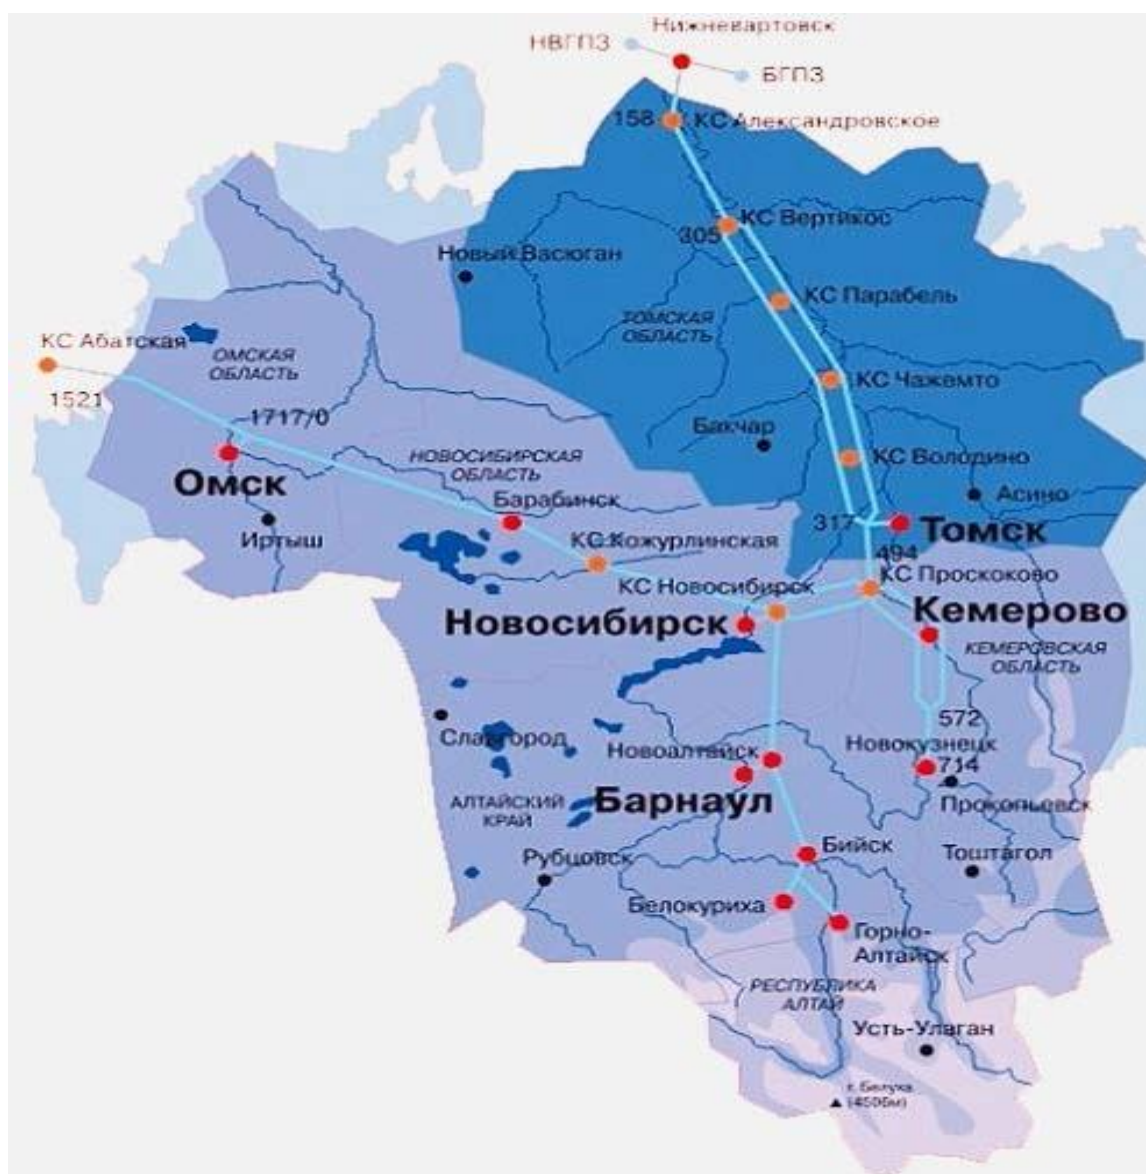 Нижневартовск
НВГПЗ
БГПЗ
158
КС Александровское
КС Вертикос
305
Новый Васюган
КС Парабель
ТОМСКАЯ
ОБЛАСТЬ
КС Абатская
ОМСКАЯ
ОБЛАСТЬ
КС Чажемто
1521
1717/0
Бакчар
НОВОСИБИРСКАЯ
ОБЛАСТЬ
КС Володино
Омск
Барабинск
Асино
317
Томск
Иртыш
КС Кожурлинская
494
КС Новосибирск
КС Проскоково
Новосибирск
Кемерово
КЕМЕРОВСКАЯ
ОБЛАСТЬ
572
Славгород
Новоалтайск
Новокузнецк
714
АЛТАЙСКИЙ
КРАЙ
Барнаул
Прокопьевск
Рубцовск
Бийск
Тоштагол
Белокуриха
Горно-
Алтайск
РЕСПУБЛИКА
АЛТАЙ
Усть-Улаган
г. Белуха
(4506м)